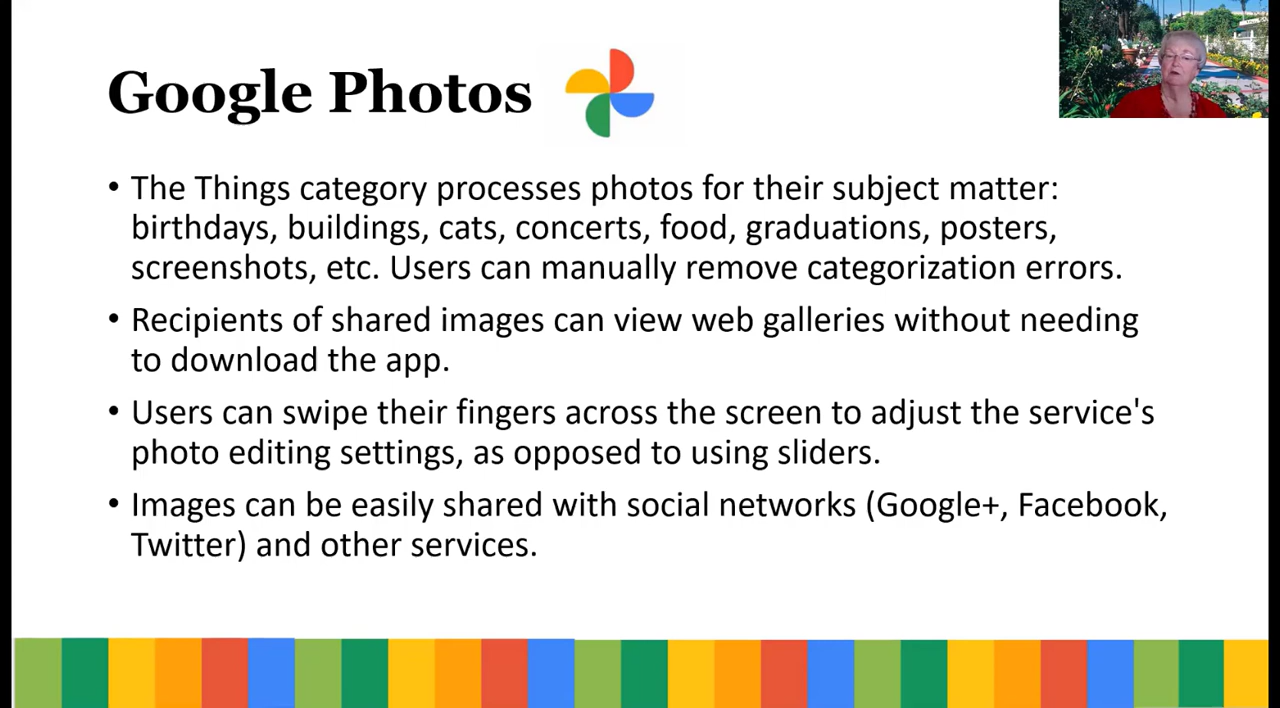 Google Photos
• The Things category processes photos for their subject matter:
birthdays, buildings, cats, concerts, food, graduations, posters,
screenshots, etc. Users can manually remove categorization errors.
• Recipients of shared images can view web galleries without needing
to download the app.
• Users can swipe their fingers across the screen to adjust the service's
photo editing settings, as opposed to using sliders.
• Images can be easily shared with social networks (Google+, Facebook,
Twitter) and other services.